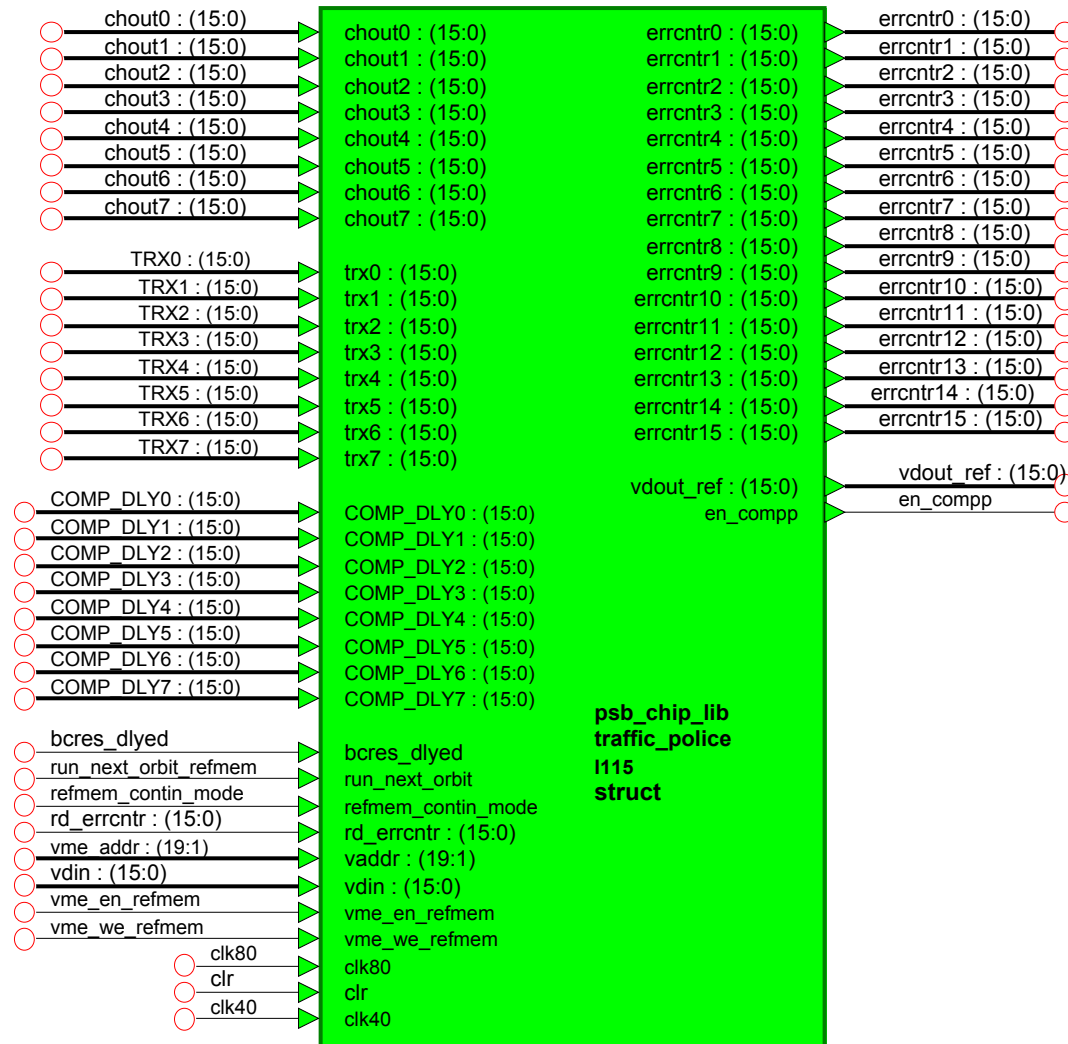 chout0 : (15:0)
chout1 : (15:0)
chout2 : (15:0)
chout3 : (15:0)
chout4 : (15:0)
chout5 : (15:0)
chout6 : (15:0)
chout7 : (15:0)
TRX0 : (15:0)
TRX1 : (15:0)
TRX2 : (15:0)
TRX3 : (15:0)
TRX4 : (15:0)
TRX5 : (15:0)
TRX6 : (15:0)
TRX7 : (15:0)
COMP_DLY0 : (15:0)
COMP_DLY1 : (15:0)
COMP_DLY2 : (15:0)
COMP_DLY3 : (15:0)
COMP_DLY4 : (15:0)
COMP_DLY5 : (15:0)
COMP_DLY6 : (15:0)
COMP_DLY7 : (15:0)
bcres_dlyed
run_next_orbit_refmem
refmem_contin_mode
rd_errcntr : (15:0)
vme_addr : (19:1)
vdin : (15:0)
vme_en_refmem
vme_we_refmem
clk80
clr
clk40
chout0 : (15:0)
chout1 : (15:0)
chout2 : (15:0)
chout3 : (15:0)
chout4 : (15:0)
chout5 : (15:0)
chout6 : (15:0)
chout7 : (15:0)
trx0 : (15:0)
trx1 : (15:0)
trx2 : (15:0)
trx3 : (15:0)
trx4 : (15:0)
trx5 : (15:0)
trx6 : (15:0)
trx7 : (15:0)
COMP_DLY0 : (15:0)
COMP_DLY1 : (15:0)
COMP_DLY2 : (15:0)
COMP_DLY3 : (15:0)
COMP_DLY4 : (15:0)
COMP_DLY5 : (15:0)
COMP_DLY6 : (15:0)
COMP_DLY7 : (15:0)
bcres_dlyed
run_next_orbit
refmem_contin_mode
rd_errcntr : (15:0)
vaddr : (19:1)
vdin : (15:0)
vme_en_refmem
vme_we_refmem
clk80
clr
clk40
errcntr0 : (15:0)
errcntr1 : (15:0)
errcntr2 : (15:0)
errcntr3 : (15:0)
errcntr4 : (15:0)
errcntr5 : (15:0)
errcntr6 : (15:0)
errcntr7 : (15:0)
errcntr8 : (15:0)
errcntr9 : (15:0)
errcntr10 : (15:0)
errcntr11 : (15:0)
errcntr12 : (15:0)
errcntr13 : (15:0)
errcntr14 : (15:0)
errcntr15 : (15:0)
vdout_ref : (15:0)
en_compp
psb_chip_lib
traffic_police
I115
struct
errcntr0 : (15:0)
errcntr1 : (15:0)
errcntr2 : (15:0)
errcntr3 : (15:0)
errcntr4 : (15:0)
errcntr5 : (15:0)
errcntr6 : (15:0)
errcntr7 : (15:0)
errcntr8 : (15:0)
errcntr9 : (15:0)
errcntr10 : (15:0)
errcntr11 : (15:0)
errcntr12 : (15:0)
errcntr13 : (15:0)
errcntr14 : (15:0)
errcntr15 : (15:0)
vdout_ref : (15:0)
en_compp